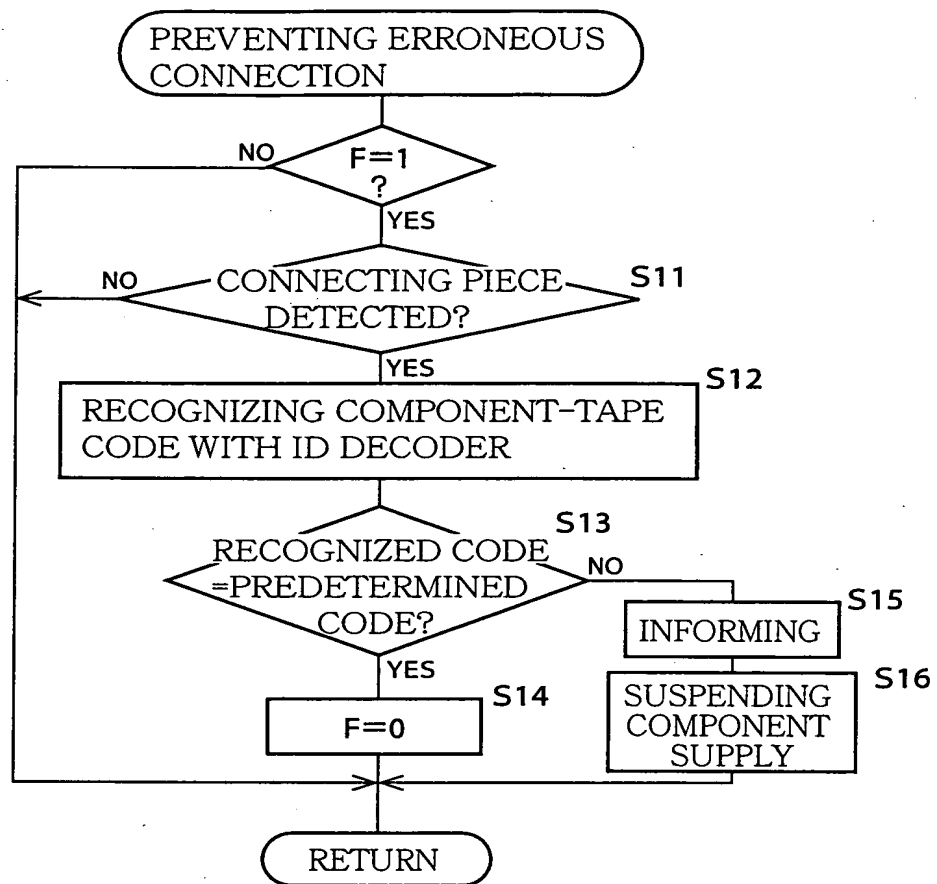 PREVENTING ERRONEOUS
CONNECTION
NO
F=1
?
YES
NO
CONNECTING PIECE
DETECTED?
S11
YES
S12
RECOGNIZING COMPONENT-TAPE
CODE WITH ID DECODER
S13
RECOGNIZED CODE
=PREDETERMINED
CODE?
NO
YES
S15
INFORMING
S14
F=0
S16
SUSPENDING
COMPONENT
SUPPLY
RETURN